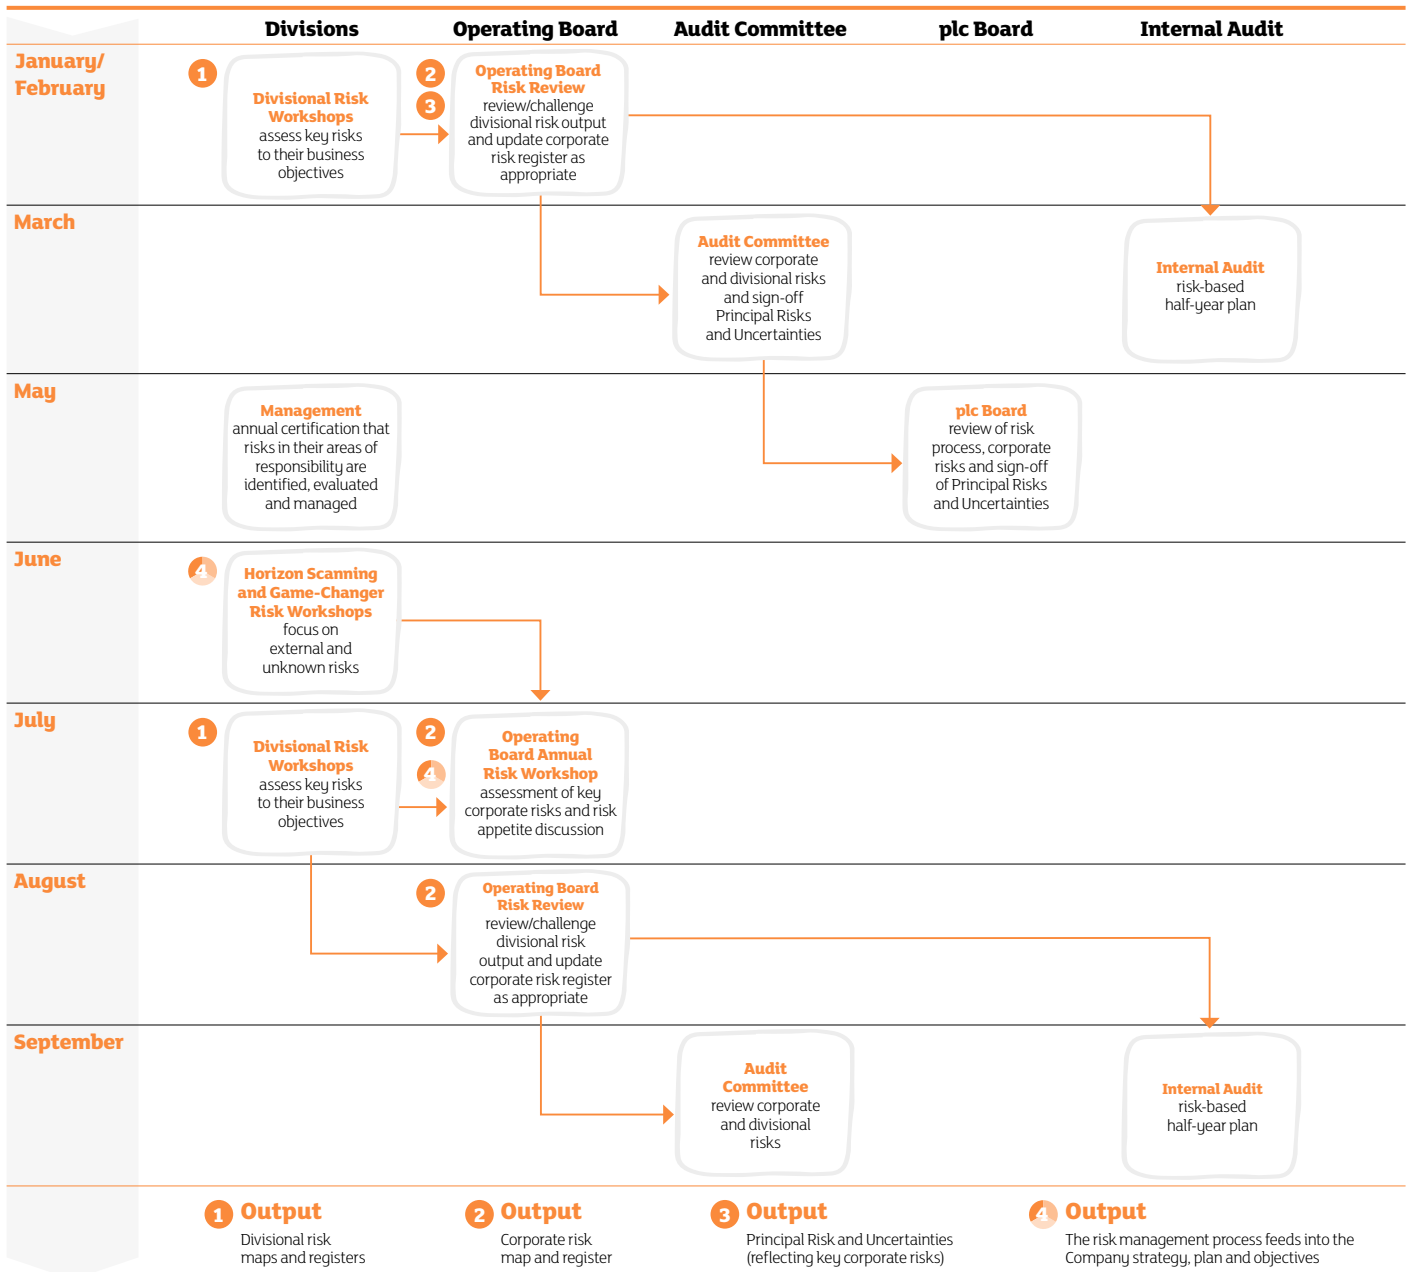 Divisions
Operating Board
Audit Committee
plc Board
Internal Audit
January/
February
1
Divisional Risk
Workshops
assess key risks
to their business
objectives
2
3
Operating Board
Risk Review
review/challenge
divisional risk output
and update corporate
risk register as
appropriate
March
Audit Committee
review corporate
and divisional risks
and sign-off
Principal Risks
and Uncertainties
Internal Audit
risk-based
half-year plan
May
Management
annual certification that
risks in their areas of
responsibility are
identified, evaluated
and managed
plc Board
review of risk
process, corporate
risks and sign-off
of Principal Risks
and Uncertainties
June
4
Horizon Scanning
and Game-Changer
Risk Workshops
focus on
external and
unknown risks
July
1
Divisional Risk
Workshops
assess key risks
to their business
objectives
2
4
Operating
Board Annual
Risk Workshop
assessment of key
corporate risks and risk
appetite discussion
August
2
Operating Board
Risk Review
review/challenge
divisional risk
output and update
corporate risk register
as appropriate
September
Audit
Committee
review corporate
and divisional
risks
Internal Audit
risk-based
half-year plan
1 Output
Divisional risk
maps and registers
2 Output
Corporate risk
map and register
3 Output
Principal Risk and Uncertainties
(reflecting key corporate risks)
4 Output
The risk management process feeds into the
Company strategy, plan and objectives